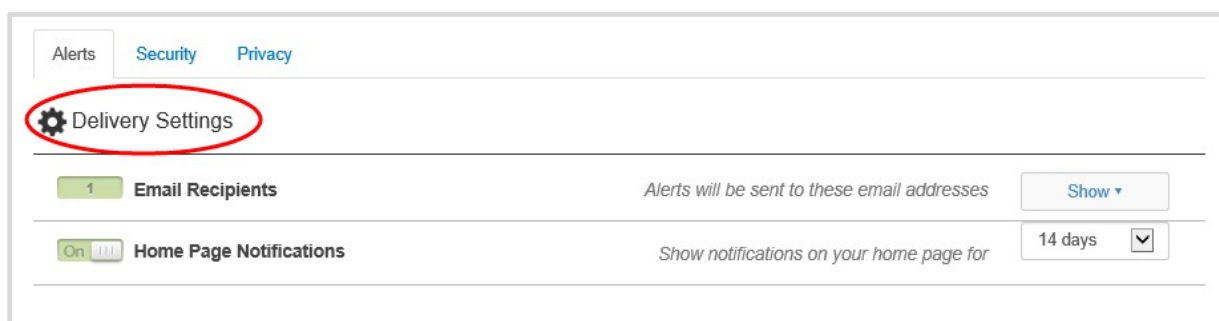 Alerts Security Privacy
Delivery Settings
1 Email Recipients Alerts will be sent to these email addresses Show
On Home Page Notifications Show notifications on your home page for 14 days